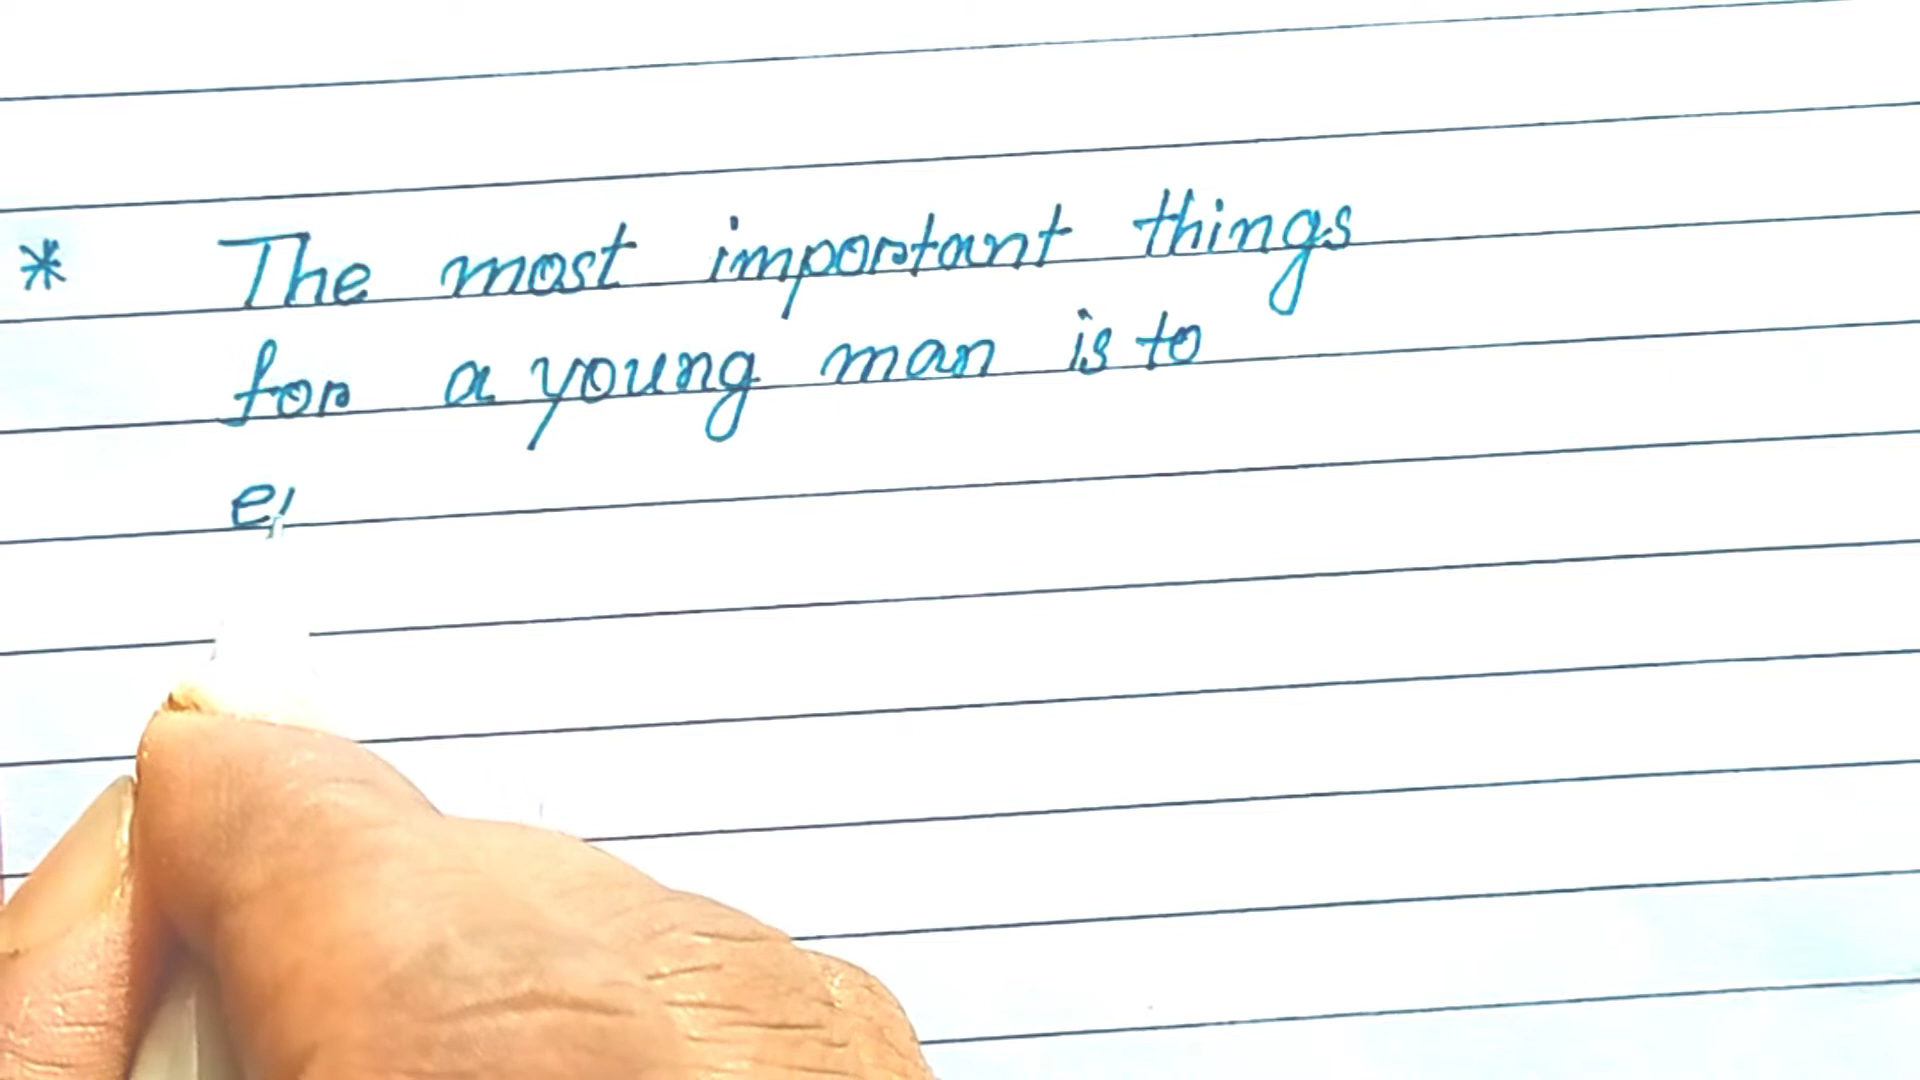 * The most important things
for a young man is to
e